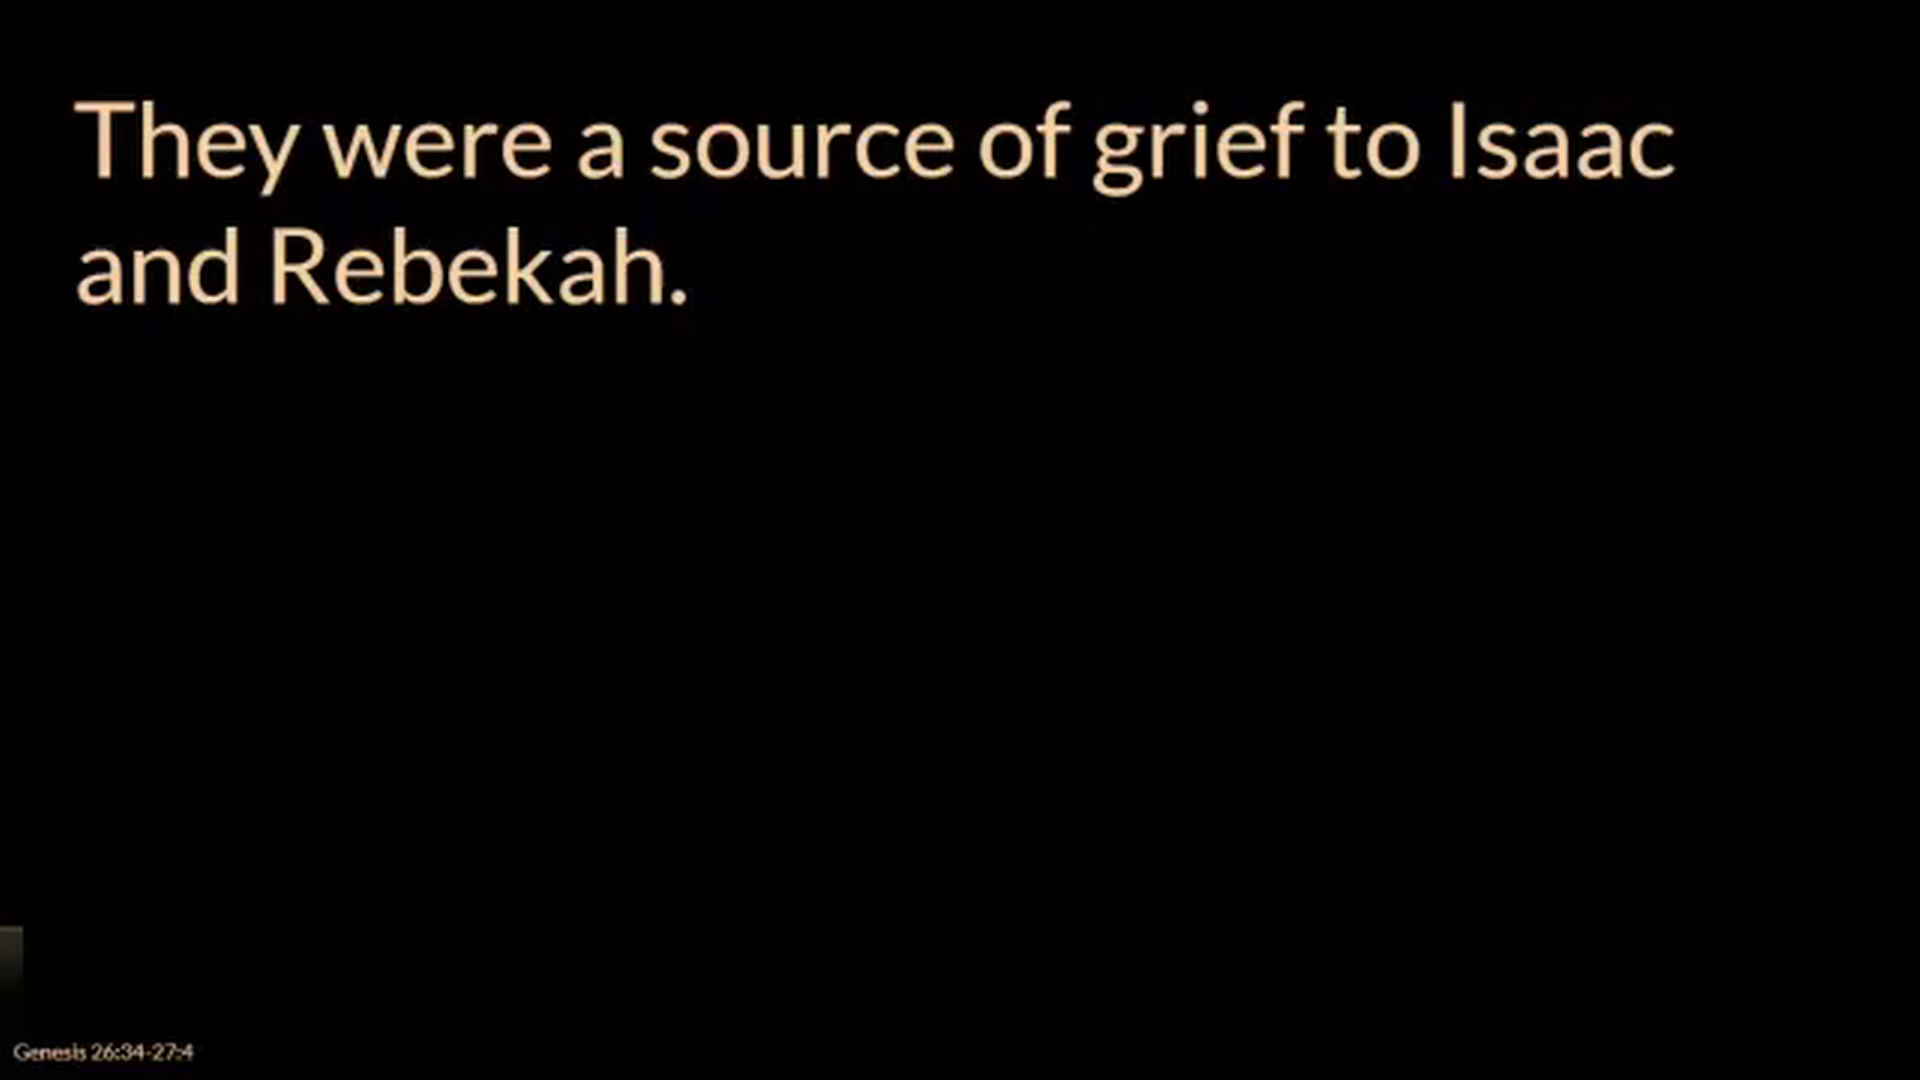 They were a source of grief to Isaac
and Rebekah.
Genesis 26:34-27:4